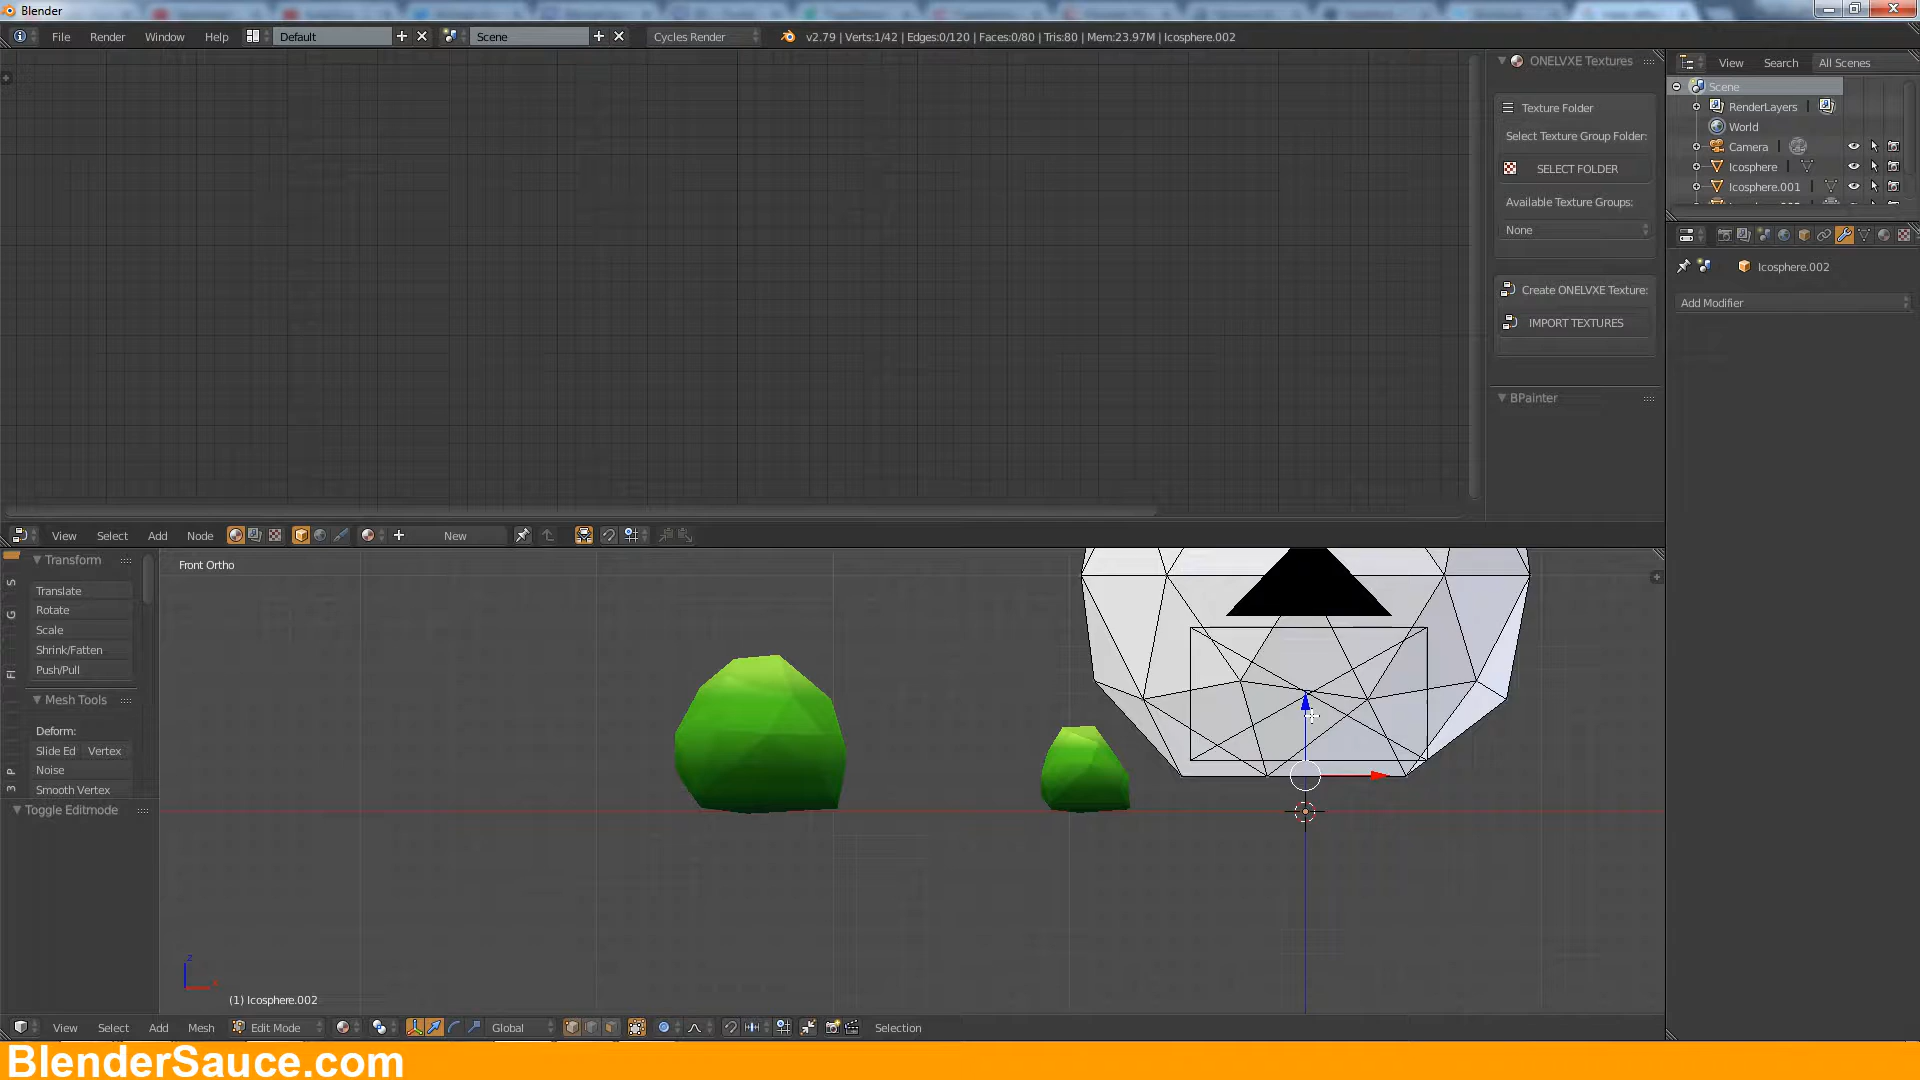 Blender
File Render Window Help Default Scene Cycles Render v2.79 | Verts:1/42 | Edges:0/120 | Faces:0/80 | Tris:80 | Mem:23.97M | Icosphere.002
ONELVXE Textures
Texture Folder
Select Texture Group Folder:
SELECT FOLDER
Available Texture Groups:
None
Create ONELVXE Texture:
IMPORT TEXTURES
BPainter
View Search All Scenes
Scene
RenderLayers
World
Camera
Icosphere
Icosphere.001
Icosphere.002
Add Modifier
View Select Add Node New
Transform
Translate
Rotate
Scale
Shrink/Fatten
Push/Pull
Mesh Tools
Deform:
Slide Ed Vertex
Noise
Smooth Vertex
Toggle Editmode
S
G
FI
P
3
Front Ortho
z
x
(1) Icosphere.002
View Select Add Mesh Edit Mode Global Selection
BlenderSauce.com